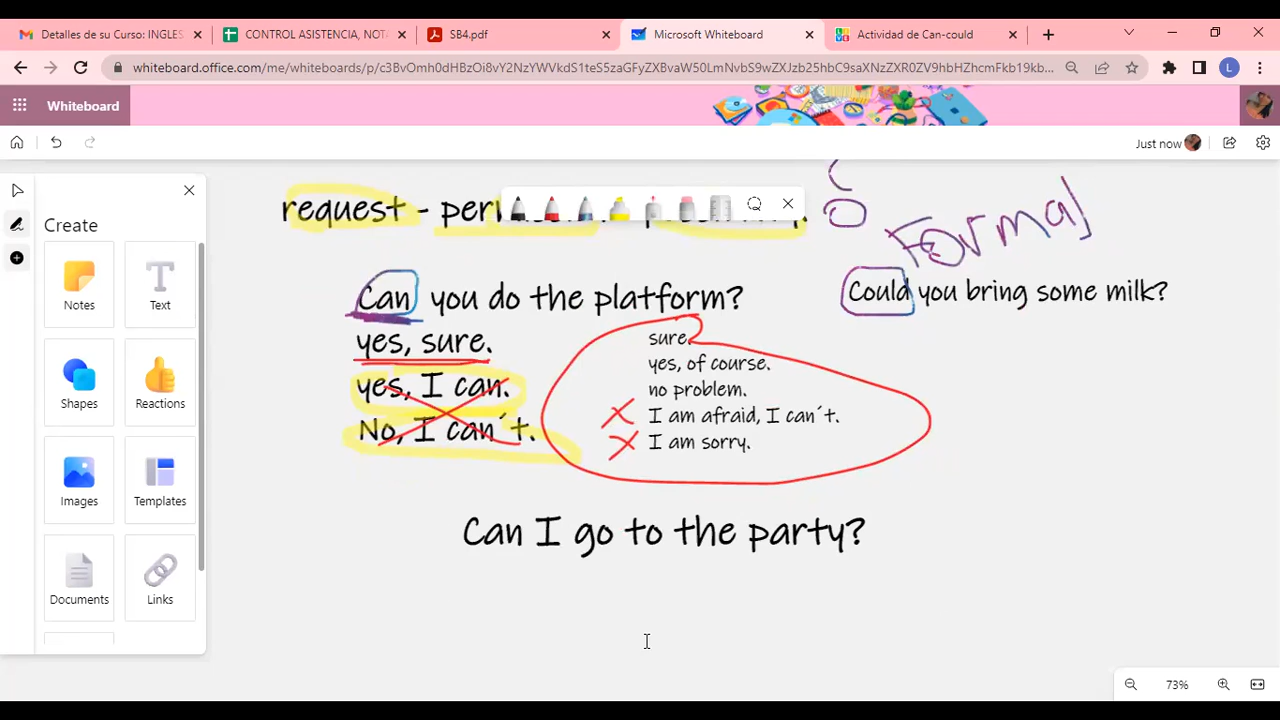 Detalles de su Curso: INGLES
CONTROL ASISTENCIA, NOT
SB4.pdf
Microsoft Whiteboard
Actividad de Can-could
L
Whiteboard
Just now
Create
Notes
Text
Shapes
Reactions
Images
Templates
Documents
Links
request -
Formal
Can you do the platform?
Could you bring some milk?
yes, sure.
sure.
yes, of course.
yes, I can.
no problem.
I am afraid, I can´t.
No, I can´t.
I am sorry.
Can I go to the party?
73%